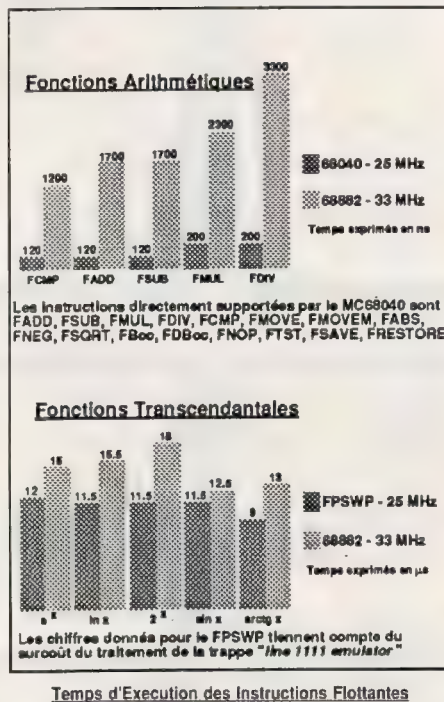 Fonctions Arithmétiques
3300
2300
1700 1700
1200
120 120 120 200 200
FCMP FADD FSUB FMUL FDIV
68040 - 25 MHz
68882 - 33 MHz
Temps exprimés en ns
Les instructions directement supportées par le MC68040 sont
FADD, FSUB, FMUL, FDIV, FCMP, FMOVE, FMOVEM, FABS,
FNEG, FSQRT, FBcc, FDBcc, FNOP, FTST, FSAVE, FRESTORE
Fonctions Transcendantales
12 15 11.5 15.5 11.5 18 11.5 12.5 9 13
e^x ln x 2^x sin x arctg x
FPSWP - 25 MHz
68882 - 33 MHz
Temps exprimés en µs
Les chiffres donnés pour le FPSWP tiennent compte du
surcoût du traitement de la trappe "line 1111 emulator"
Temps d'Execution des Instructions Flottantes